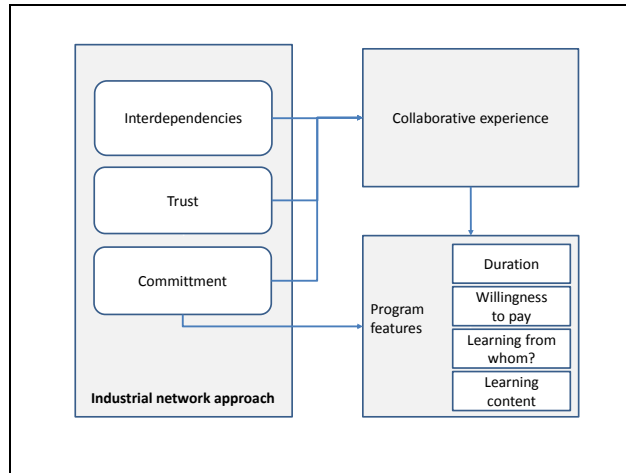 Interdependencies
Trust
Committment
Industrial network approach
Collaborative experience
Program
features
Duration
Willingness
to pay
Learning from
whom?
Learning
content